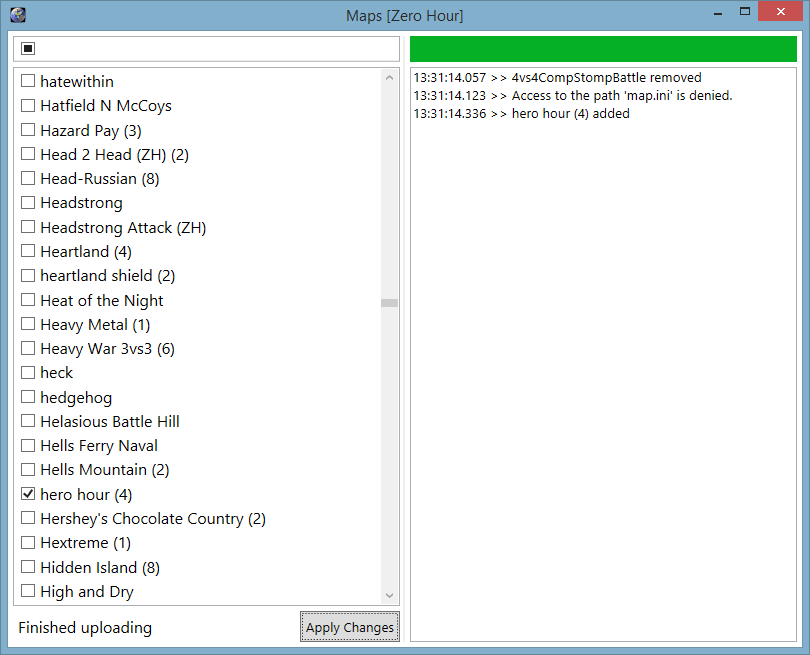 Maps [Zero Hour]
hatewithin
Hatfield N McCoys
Hazard Pay (3)
Head 2 Head (ZH) (2)
Head-Russian (8)
Headstrong
Headstrong Attack (ZH)
Heartland (4)
heartland shield (2)
Heat of the Night
Heavy Metal (1)
Heavy War 3vs3 (6)
heck
hedgehog
Helasious Battle Hill
Hells Ferry Naval
Hells Mountain (2)
hero hour (4)
Hershey's Chocolate Country (2)
Hextreme (1)
Hidden Island (8)
High and Dry
Finished uploading
Apply Changes
13:31:14.057 >> 4vs4CompStompBattle removed
13:31:14.123 >> Access to the path 'map.ini' is denied.
13:31:14.336 >> hero hour (4) added